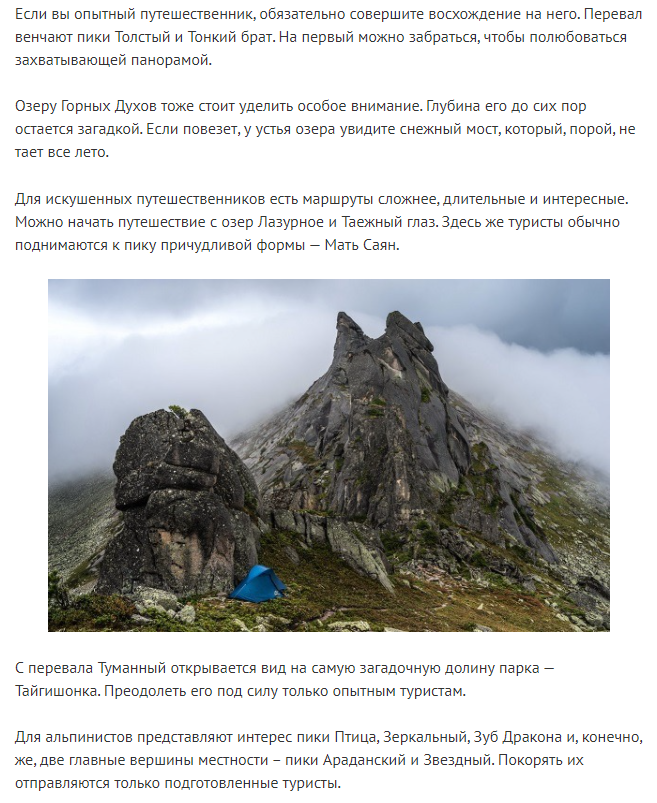 Если вы опытный путешественник, обязательно совершите восхождение на него. Перевал
венчают пики Толстый и Тонкий брат. На первый можно забраться, чтобы полюбоваться
захватывающей панорамой.
Озеру Горных Духов тоже стоит уделить особое внимание. Глубина его до сих пор
остается загадкой. Если повезет, у устья озера увидите снежный мост, который, порой, не
тает все лето.
Для искушенных путешественников есть маршруты сложнее, длительные и интересные.
Можно начать путешествие с озер Лазурное и Таежный глаз. Здесь же туристы обычно
поднимаются к пику причудливой формы — Мать Саян.
С перевала Туманный открывается вид на самую загадочную долину парка —
Тайгишонка. Преодолеть его под силу только опытным туристам.
Для альпинистов представляют интерес пики Птица, Зеркальный, Зуб Дракона и, конечно,
же, две главные вершины местности – пики Араданский и Звездный. Покорять их
отправляются только подготовленные туристы.